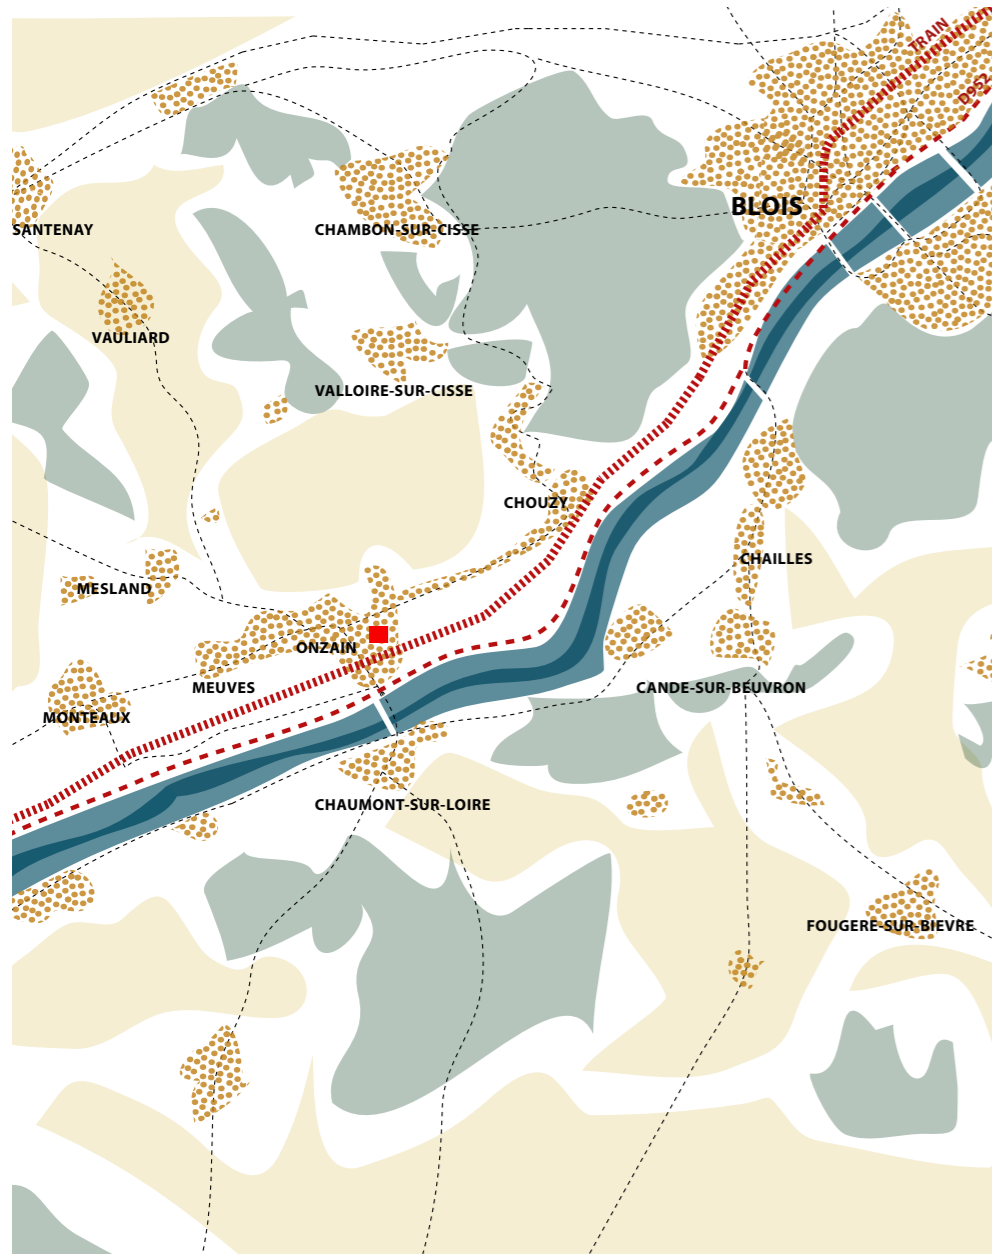 TRAIN
D952
BLOIS
SANTENAY
CHAMBON-SUR-CISSE
VAULIARD
VALLOIRE-SUR-CISSE
CHOUZY
CHAILLES
MESLAND
ONZAIN
MEUVES
CANDE-SUR-BEUVRON
MONTEAUX
CHAUMONT-SUR-LOIRE
FOUGERE-SUR-BIEVRE